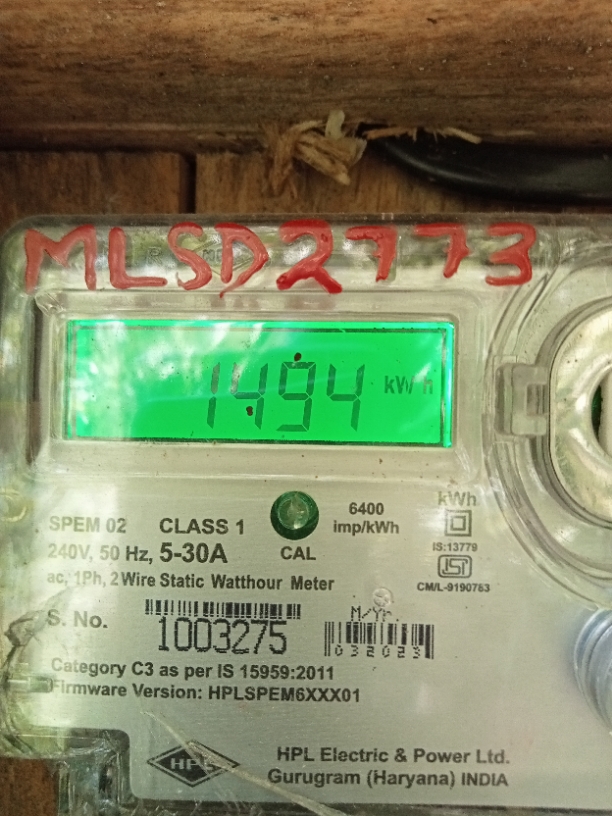 MLSD2773
1494 kWh
SPEM 02 CLASS 1
240V, 50 Hz, 5-30A
ac, 1Ph, 2 Wire Static Watthour Meter
CAL
6400
imp/kWh
kWh
IS:13779
ISI
CM/L-9190763
S. No.
1003275
M/Yr.
032023
Category C3 as per IS 15959:2011
Firmware Version: HPLSPEM6XXX01
HPL
HPL Electric & Power Ltd.
Gurugram (Haryana) INDIA